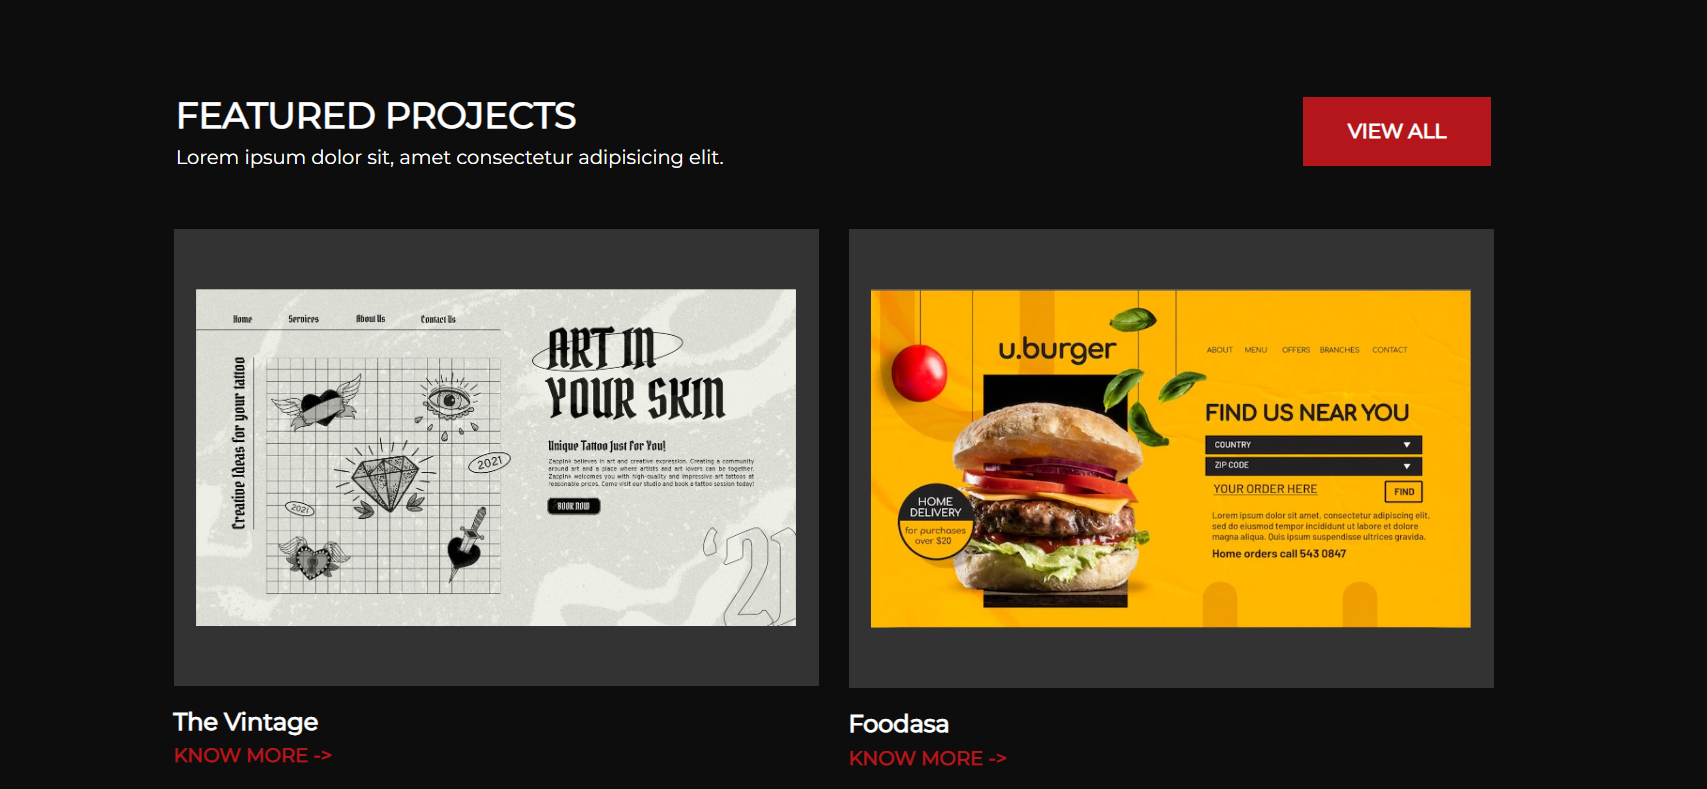 FEATURED PROJECTS
Lorem ipsum dolor sit, amet consectetur adipisicing elit.
VIEW ALL
Home Services About Us Contact Us
Creative Ideas for your tattoo
2021
2021
ART IN
YOUR SKIN
Unique Tattoo Just For You!
Zappink believes in art and creative expression. Creating a community
around art and a place where artists and art lovers can be together.
Zappink welcomes you with high-quality and impressive art tattoos at
reasonable prices. Come visit our studio and book a tattoo session today!
BOOK NOW
'21
u.burger
ABOUT MENU OFFERS BRANCHES CONTACT
HOME
DELIVERY
for purchases
over $20
FIND US NEAR YOU
COUNTRY
ZIP CODE
YOUR ORDER HERE
FIND
Lorem ipsum dolor sit amet, consectetur adipiscing elit,
sed do eiusmod tempor incididunt ut labore et dolore
magna aliqua. Quis ipsum suspendisse ultrices gravida.
Home orders call 543 0847
The Vintage
KNOW MORE ->
Foodasa
KNOW MORE ->